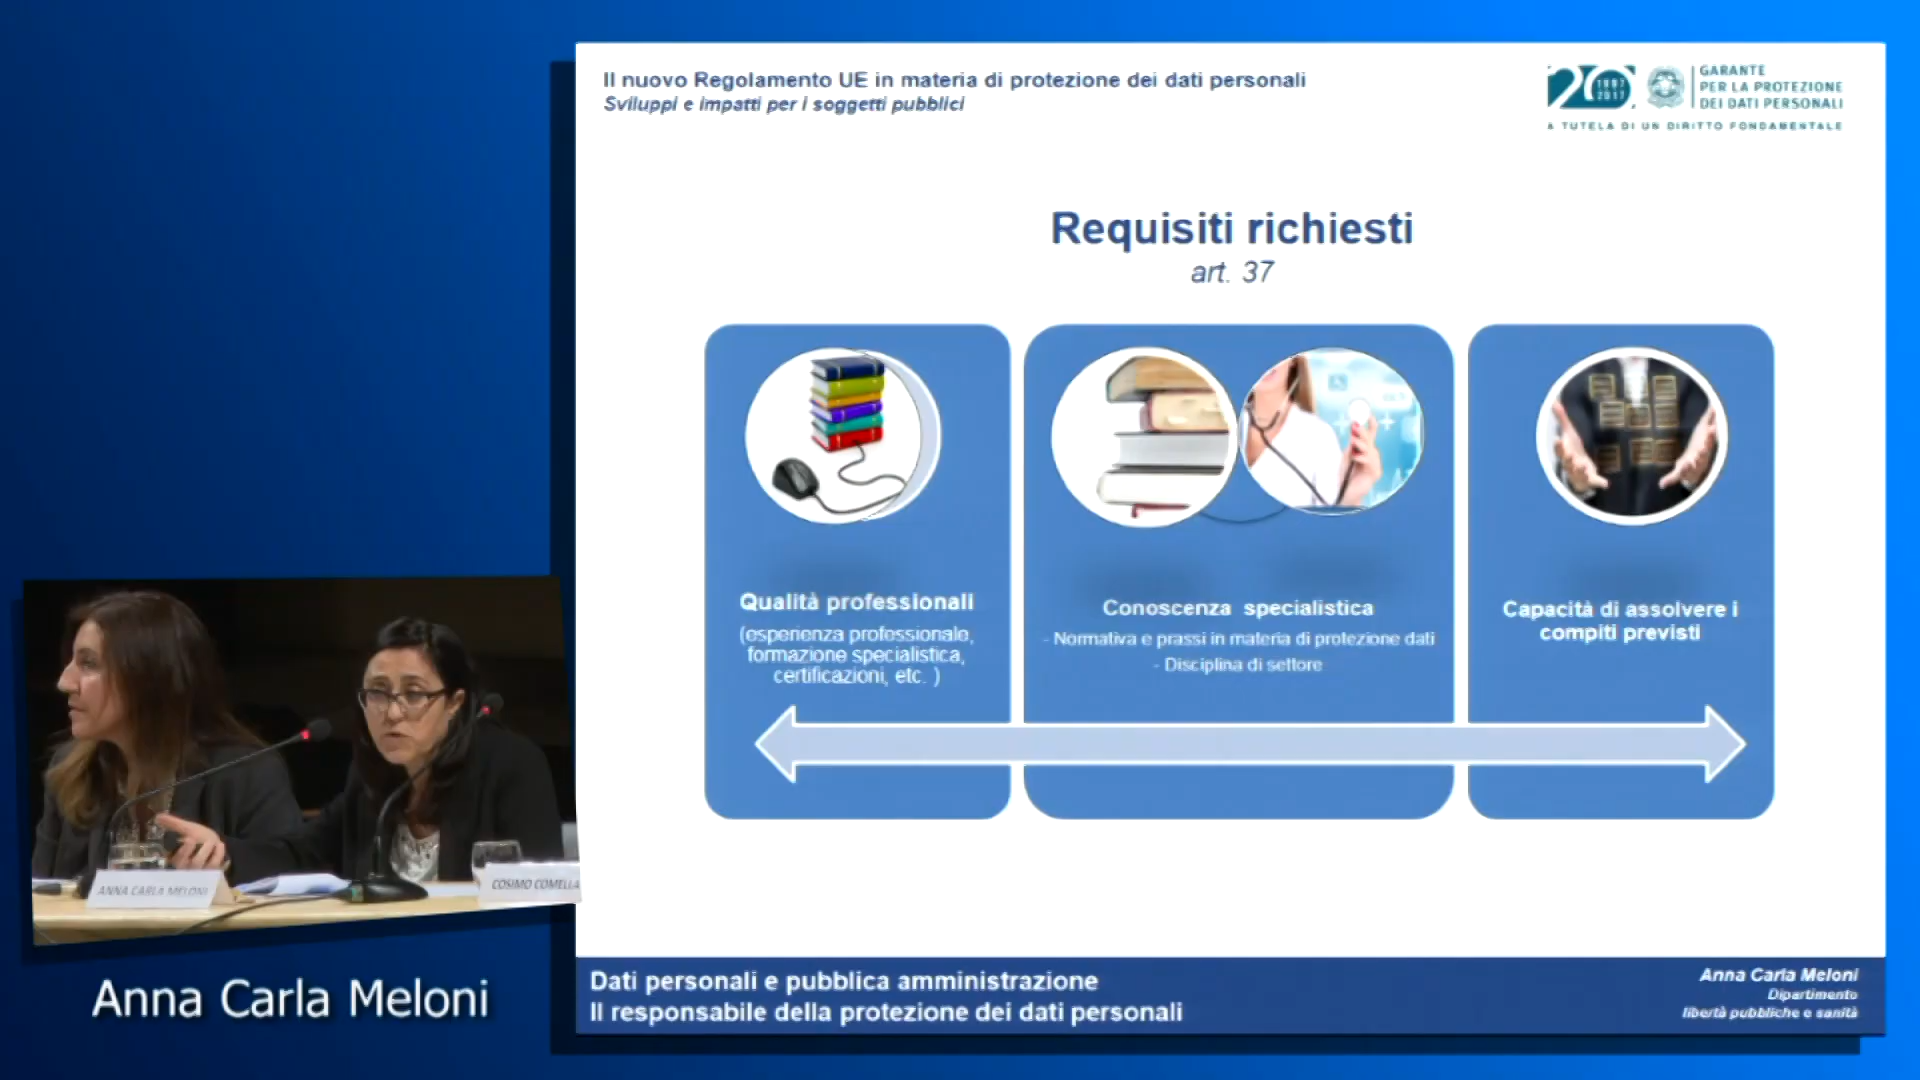 Il nuovo Regolamento UE in materia di protezione dei dati personali
Sviluppi e impatti per i soggetti pubblici
20
1997
2017
GARANTE
PER LA PROTEZIONE
DEI DATI PERSONALI
A TUTELA DI UN DIRITTO FONDAMENTALE
Requisiti richiesti
art. 37
Qualità professionali
(esperienza professionale,
formazione specialistica,
certificazioni, etc. )
Conoscenza specialistica
- Normativa e prassi in materia di protezione dati
- Disciplina di settore
Capacità di assolvere i
compiti previsti
ANNA CARLA MELONI
COSIMO COMELLA
Anna Carla Meloni
Dati personali e pubblica amministrazione
Il responsabile della protezione dei dati personali
Anna Carla Meloni
Dipartimento
libertà pubbliche e sanità